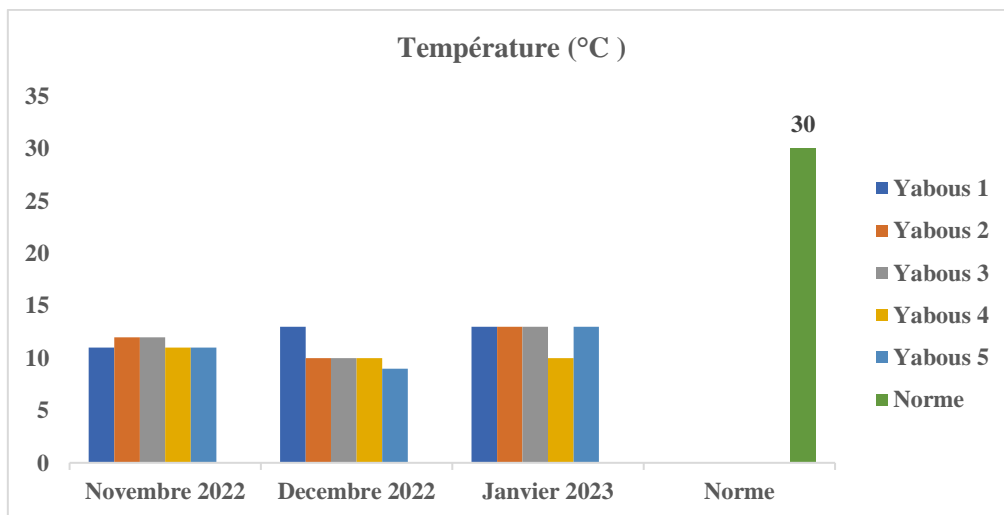 Température (°C )
35
30
25
20
15
10
5
0
30
Novembre 2022
Decembre 2022
Janvier 2023
Norme
Yabous 1
Yabous 2
Yabous 3
Yabous 4
Yabous 5
Norme